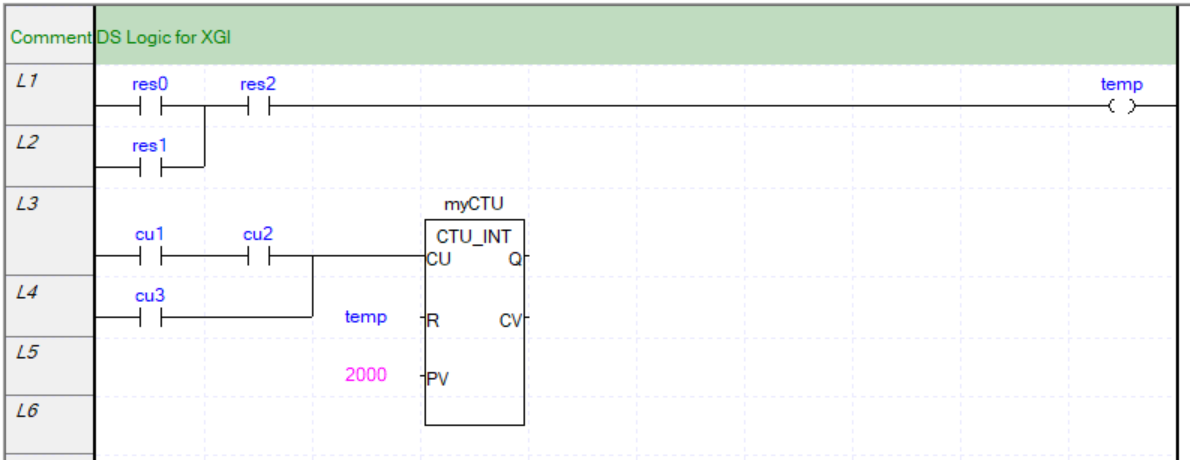 Comment DS Logic for XGI
L1 res0 res2 temp
L2 res1
L3 myCTU
cu1 cu2 CTU_INT
CU Q
L4 cu3
temp R CV
L5 2000 PV
L6